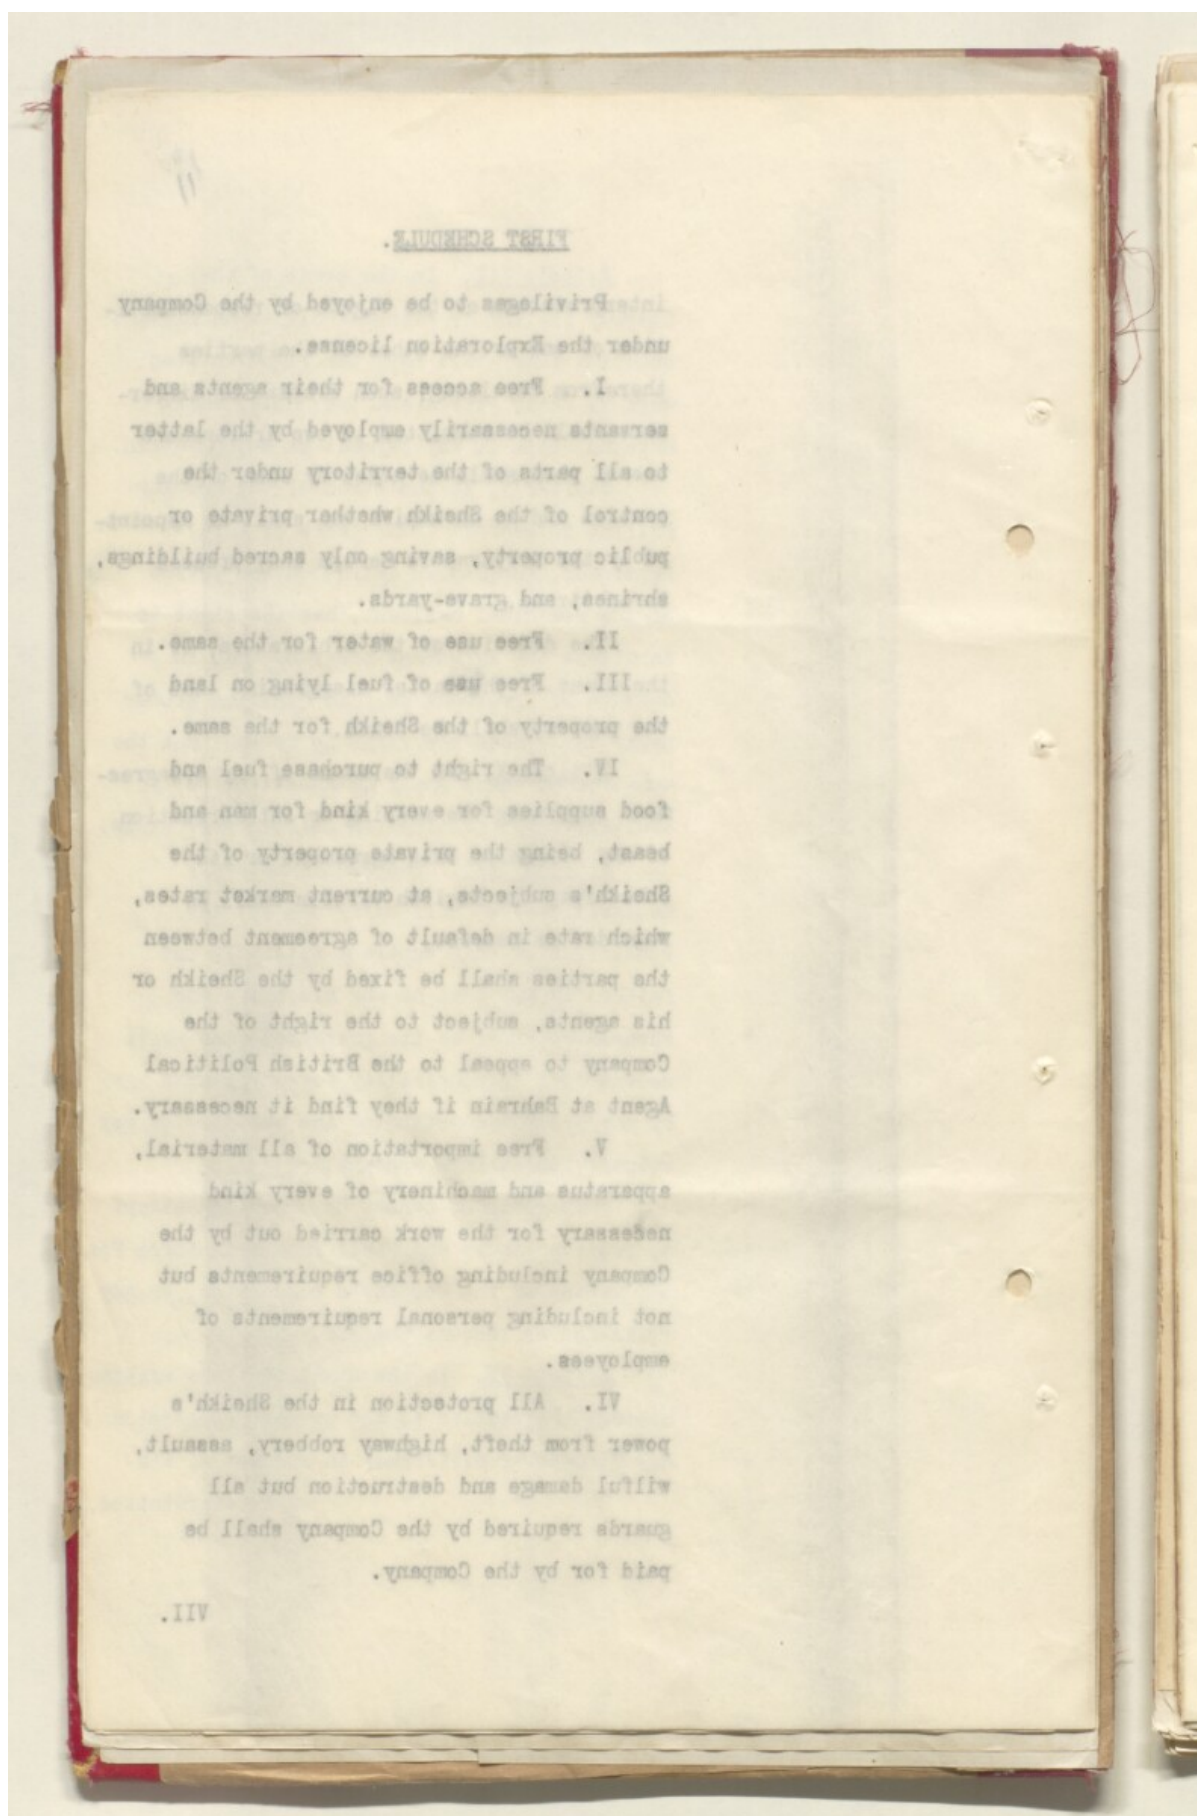 11
FIRST SCHEDULE.
Privileges to be enjoyed by the Company
under the Exploration license.
I. Free access for their agents and
servants necessarily employed by the latter
to all parts of the territory under the
control of the Sheikh whether private or
public property, saving only sacred buildings,
shrines, and grave-yards.
II. Free use of water for the same.
III. Free use of fuel lying on land
the property of the Sheikh for the same.
IV. The right to purchase fuel and
food supplies for every kind for man and
beast, being the private property of the
Sheikh's subjects, at current market rates,
which rate in default of agreement between
the parties shall be fixed by the Sheikh or
his agents, subject to the right of the
Company to appeal to the British Political
Agent at Bahrain if they find it necessary.
V. Free importation of all material,
apparatus and machinery of every kind
necessary for the work carried out by the
Company including office requirements but
not including personal requirements of
employees.
VI. All protection in the Sheikh's
power from theft, highway robbery, assault,
wilful damage and destruction but all
guards required by the Company shall be
paid for by the Company.
VII.